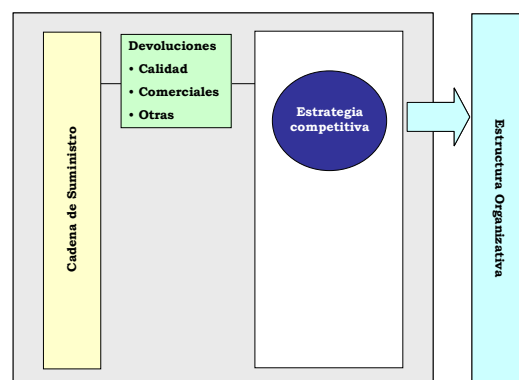 Cadena de Suministro
Devoluciones
• Calidad
• Comerciales
• Otras
Estrategia
competitiva
Estructura Organizativa